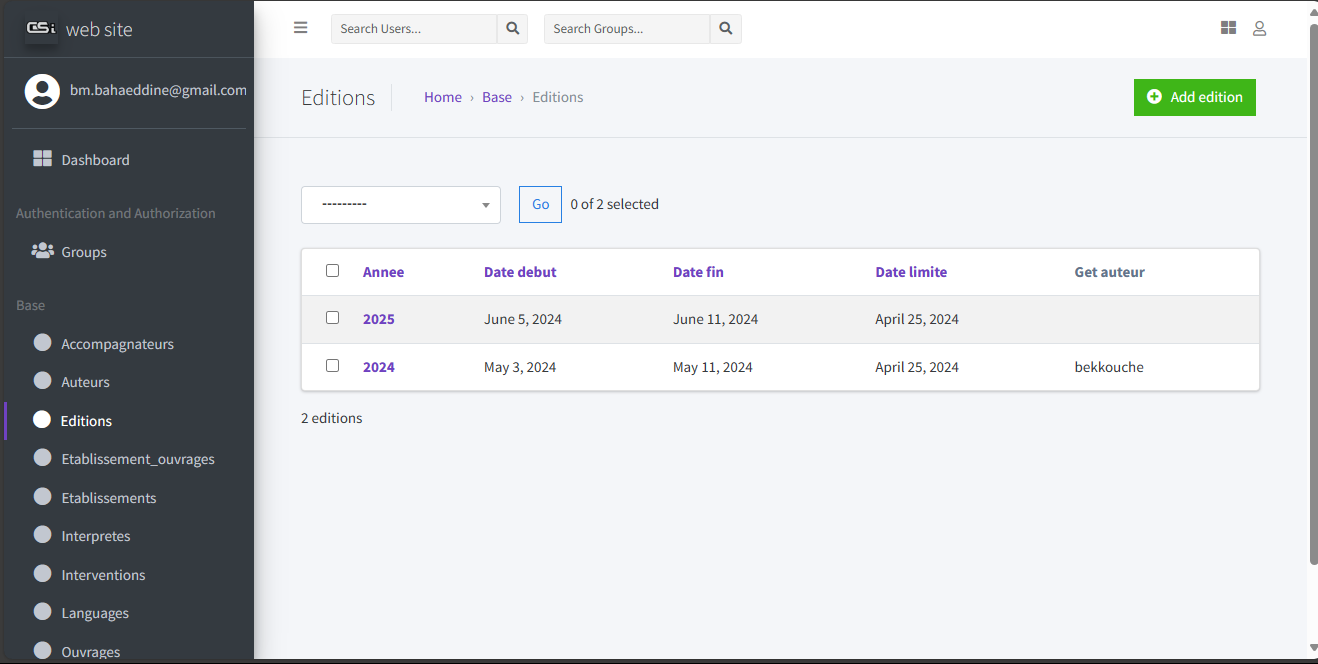 GSi web site
bm.bahaeddine@gmail.com
Dashboard
Authentication and Authorization
Groups
Base
Accompagnateurs
Auteurs
Editions
Etablissement_ouvrages
Etablissements
Interpretes
Interventions
Languages
Ouvrages
Search Users...
Search Groups...
Editions
Home › Base › Editions
Add edition
---------
Go
0 of 2 selected
Annee Date debut Date fin Date limite Get auteur
2025 June 5, 2024 June 11, 2024 April 25, 2024
2024 May 3, 2024 May 11, 2024 April 25, 2024 bekkouche
2 editions